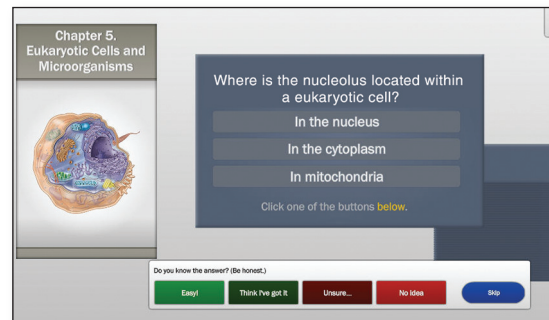 Chapter 5.
Eukaryotic Cells and
Microorganisms
Where is the nucleolus located within
a eukaryotic cell?
In the nucleus
In the cytoplasm
In mitochondria
Click one of the buttons below.
Do you know the answer? (Be honest.)
Easy!
Think I've got it
Unsure...
No idea
Skip